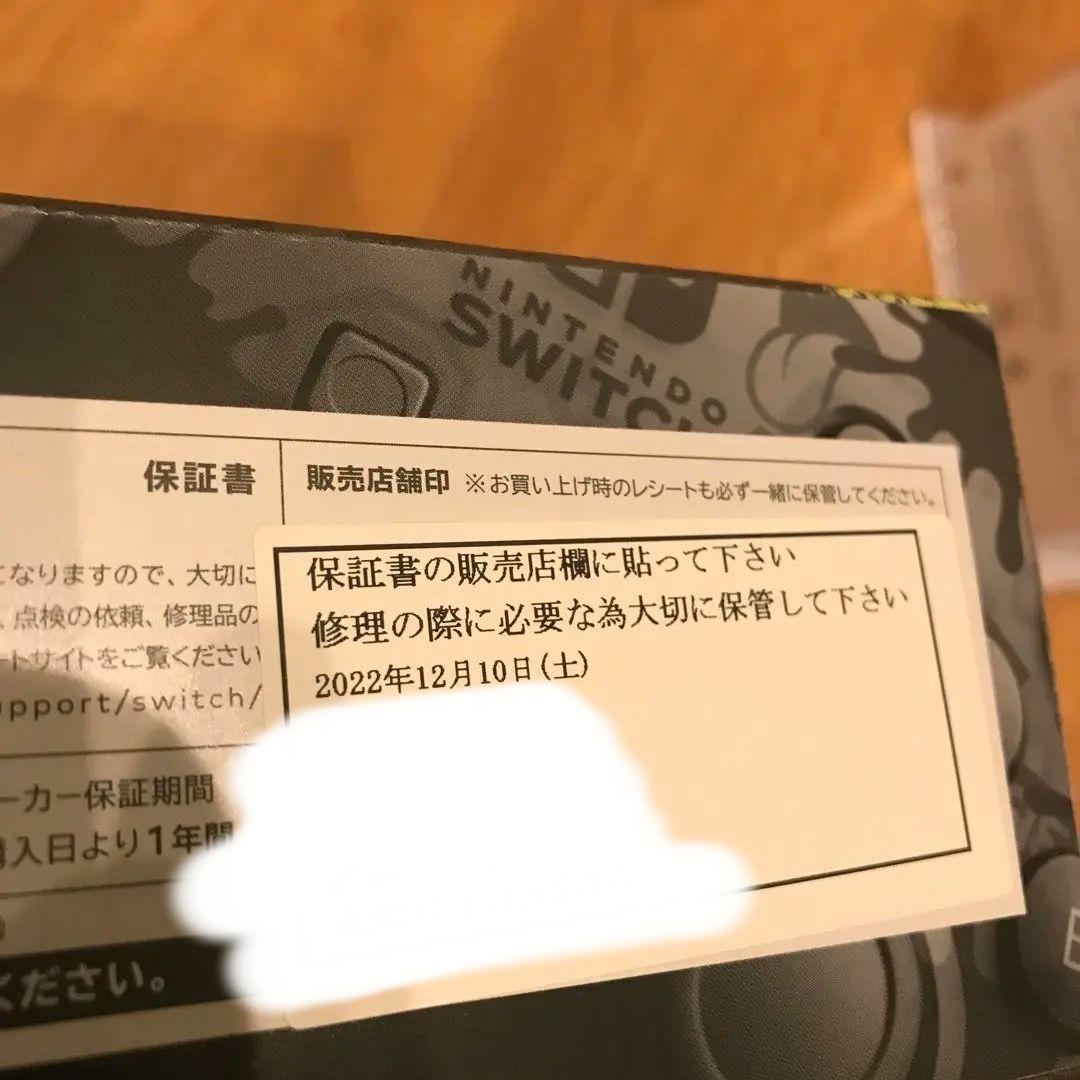 NINTENDO
SWITCH
保証書
販売店舗印 ※お買い上げ時のレシートも必ず一緒に保管してください。
保証書の販売店欄に貼って下さい
修理の際に必要な為大切に保管して下さい
2022年12月10日(土)
になりますので、大切に
、点検の依頼、修理品の
ートサイトをご覧ください
upport/switch/
ーカー保証期間
購入日より1年間
ください。